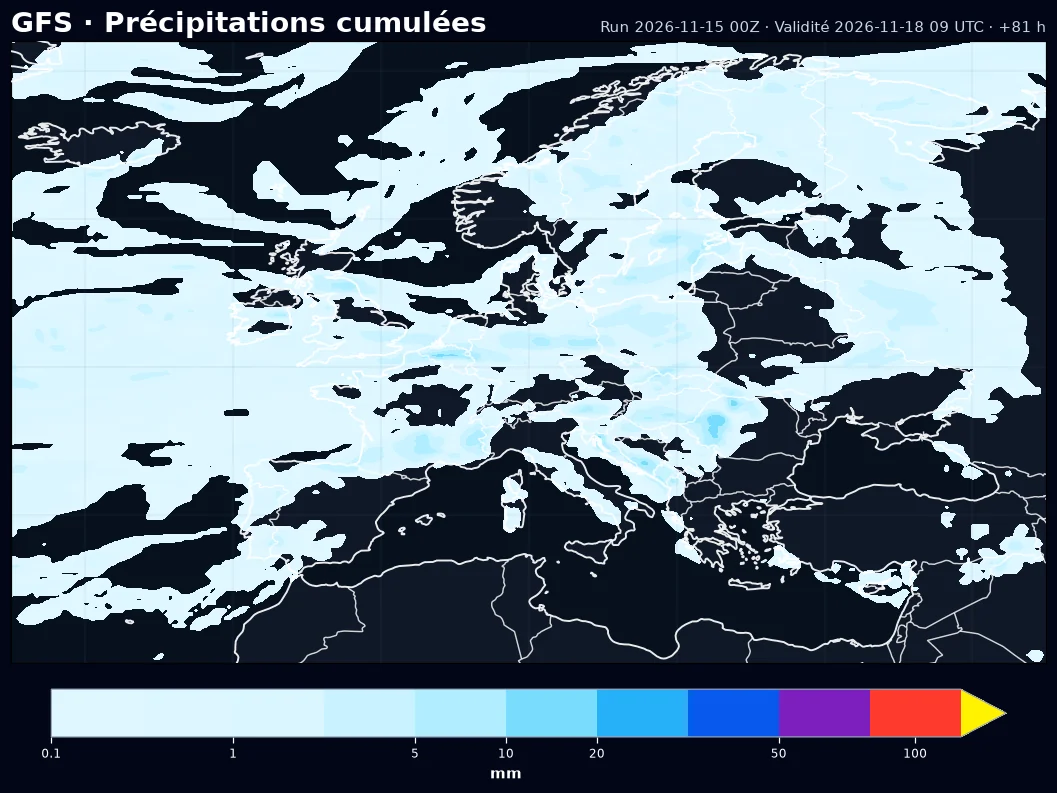 GFS · Précipitations cumulées
Run 2026-11-15 00Z · Validité 2026-11-18 09 UTC · +81 h
0.1 1 5 10 20 50 100
mm